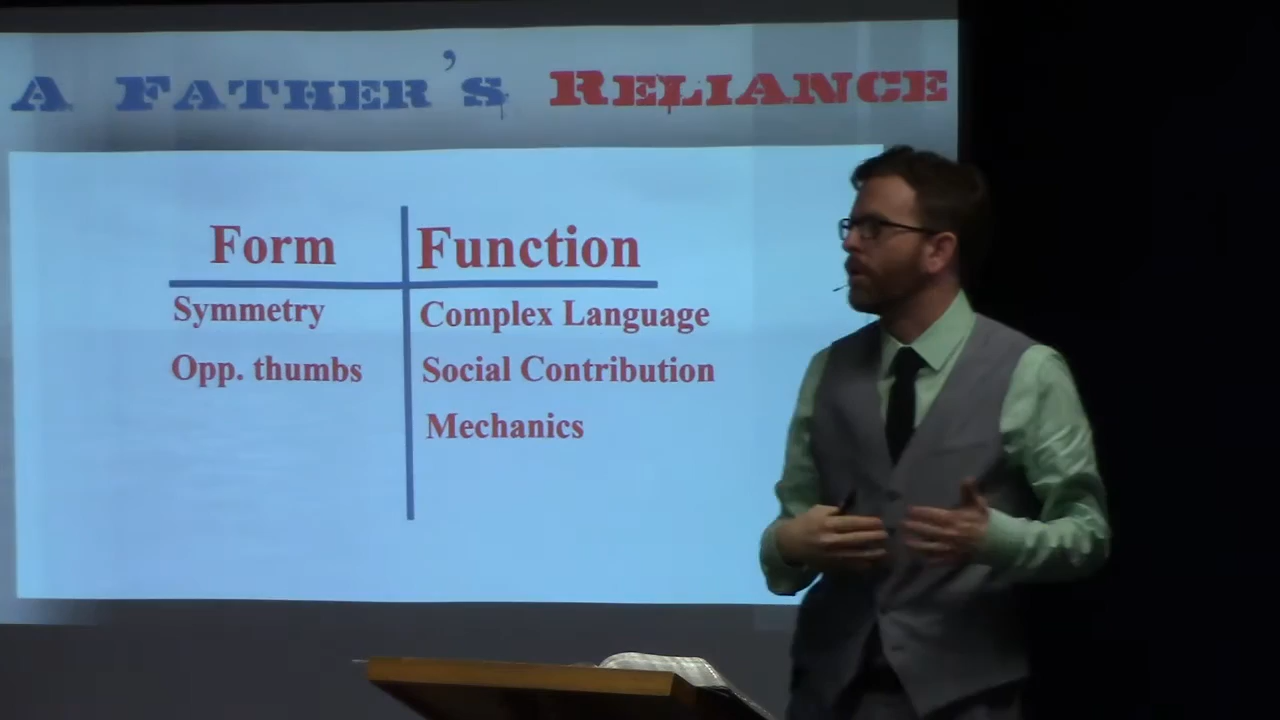 A FATHER'S RELIANCE
Form Function
Symmetry Complex Language
Opp. thumbs Social Contribution
Mechanics